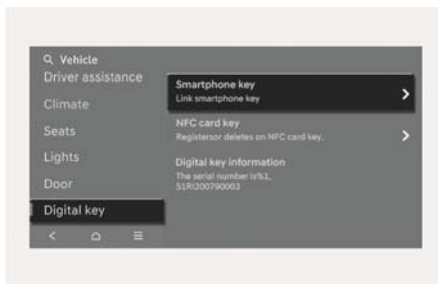 Vehicle
Driver assistance
Climate
Seats
Lights
Door
Digital key
Smartphone key
Link smartphone key
NFC card key
Registersor deletes on NFC card key.
Digital key information
The serial number is%1,
S1RI200790003